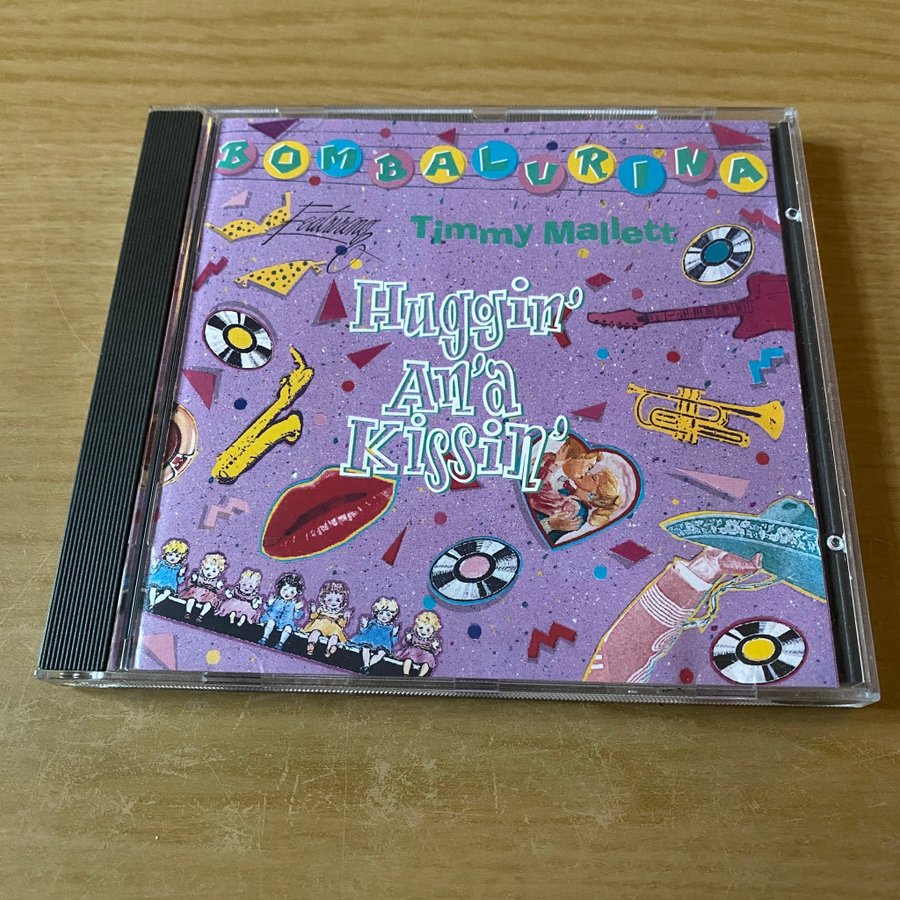 BOMBALURINA
Featuring
Timmy Mallett
Huggin'
An'a
Kissin'